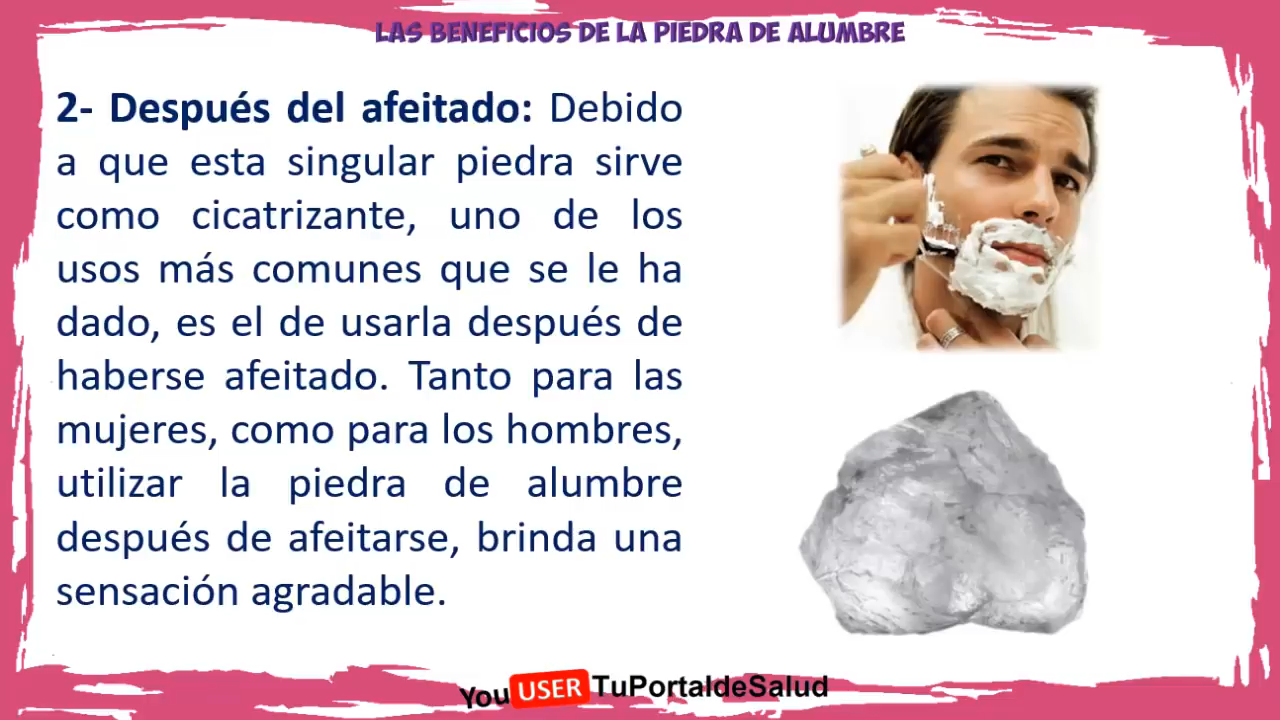 LAS BENEFICIOS DE LA PIEDRA DE ALUMBRE
2- Después del afeitado: Debido
a que esta singular piedra sirve
como cicatrizante, uno de los
usos más comunes que se le ha
dado, es el de usarla después de
haberse afeitado. Tanto para las
mujeres, como para los hombres,
utilizar la piedra de alumbre
después de afeitarse, brinda una
sensación agradable.
You USER TuPortaldeSalud